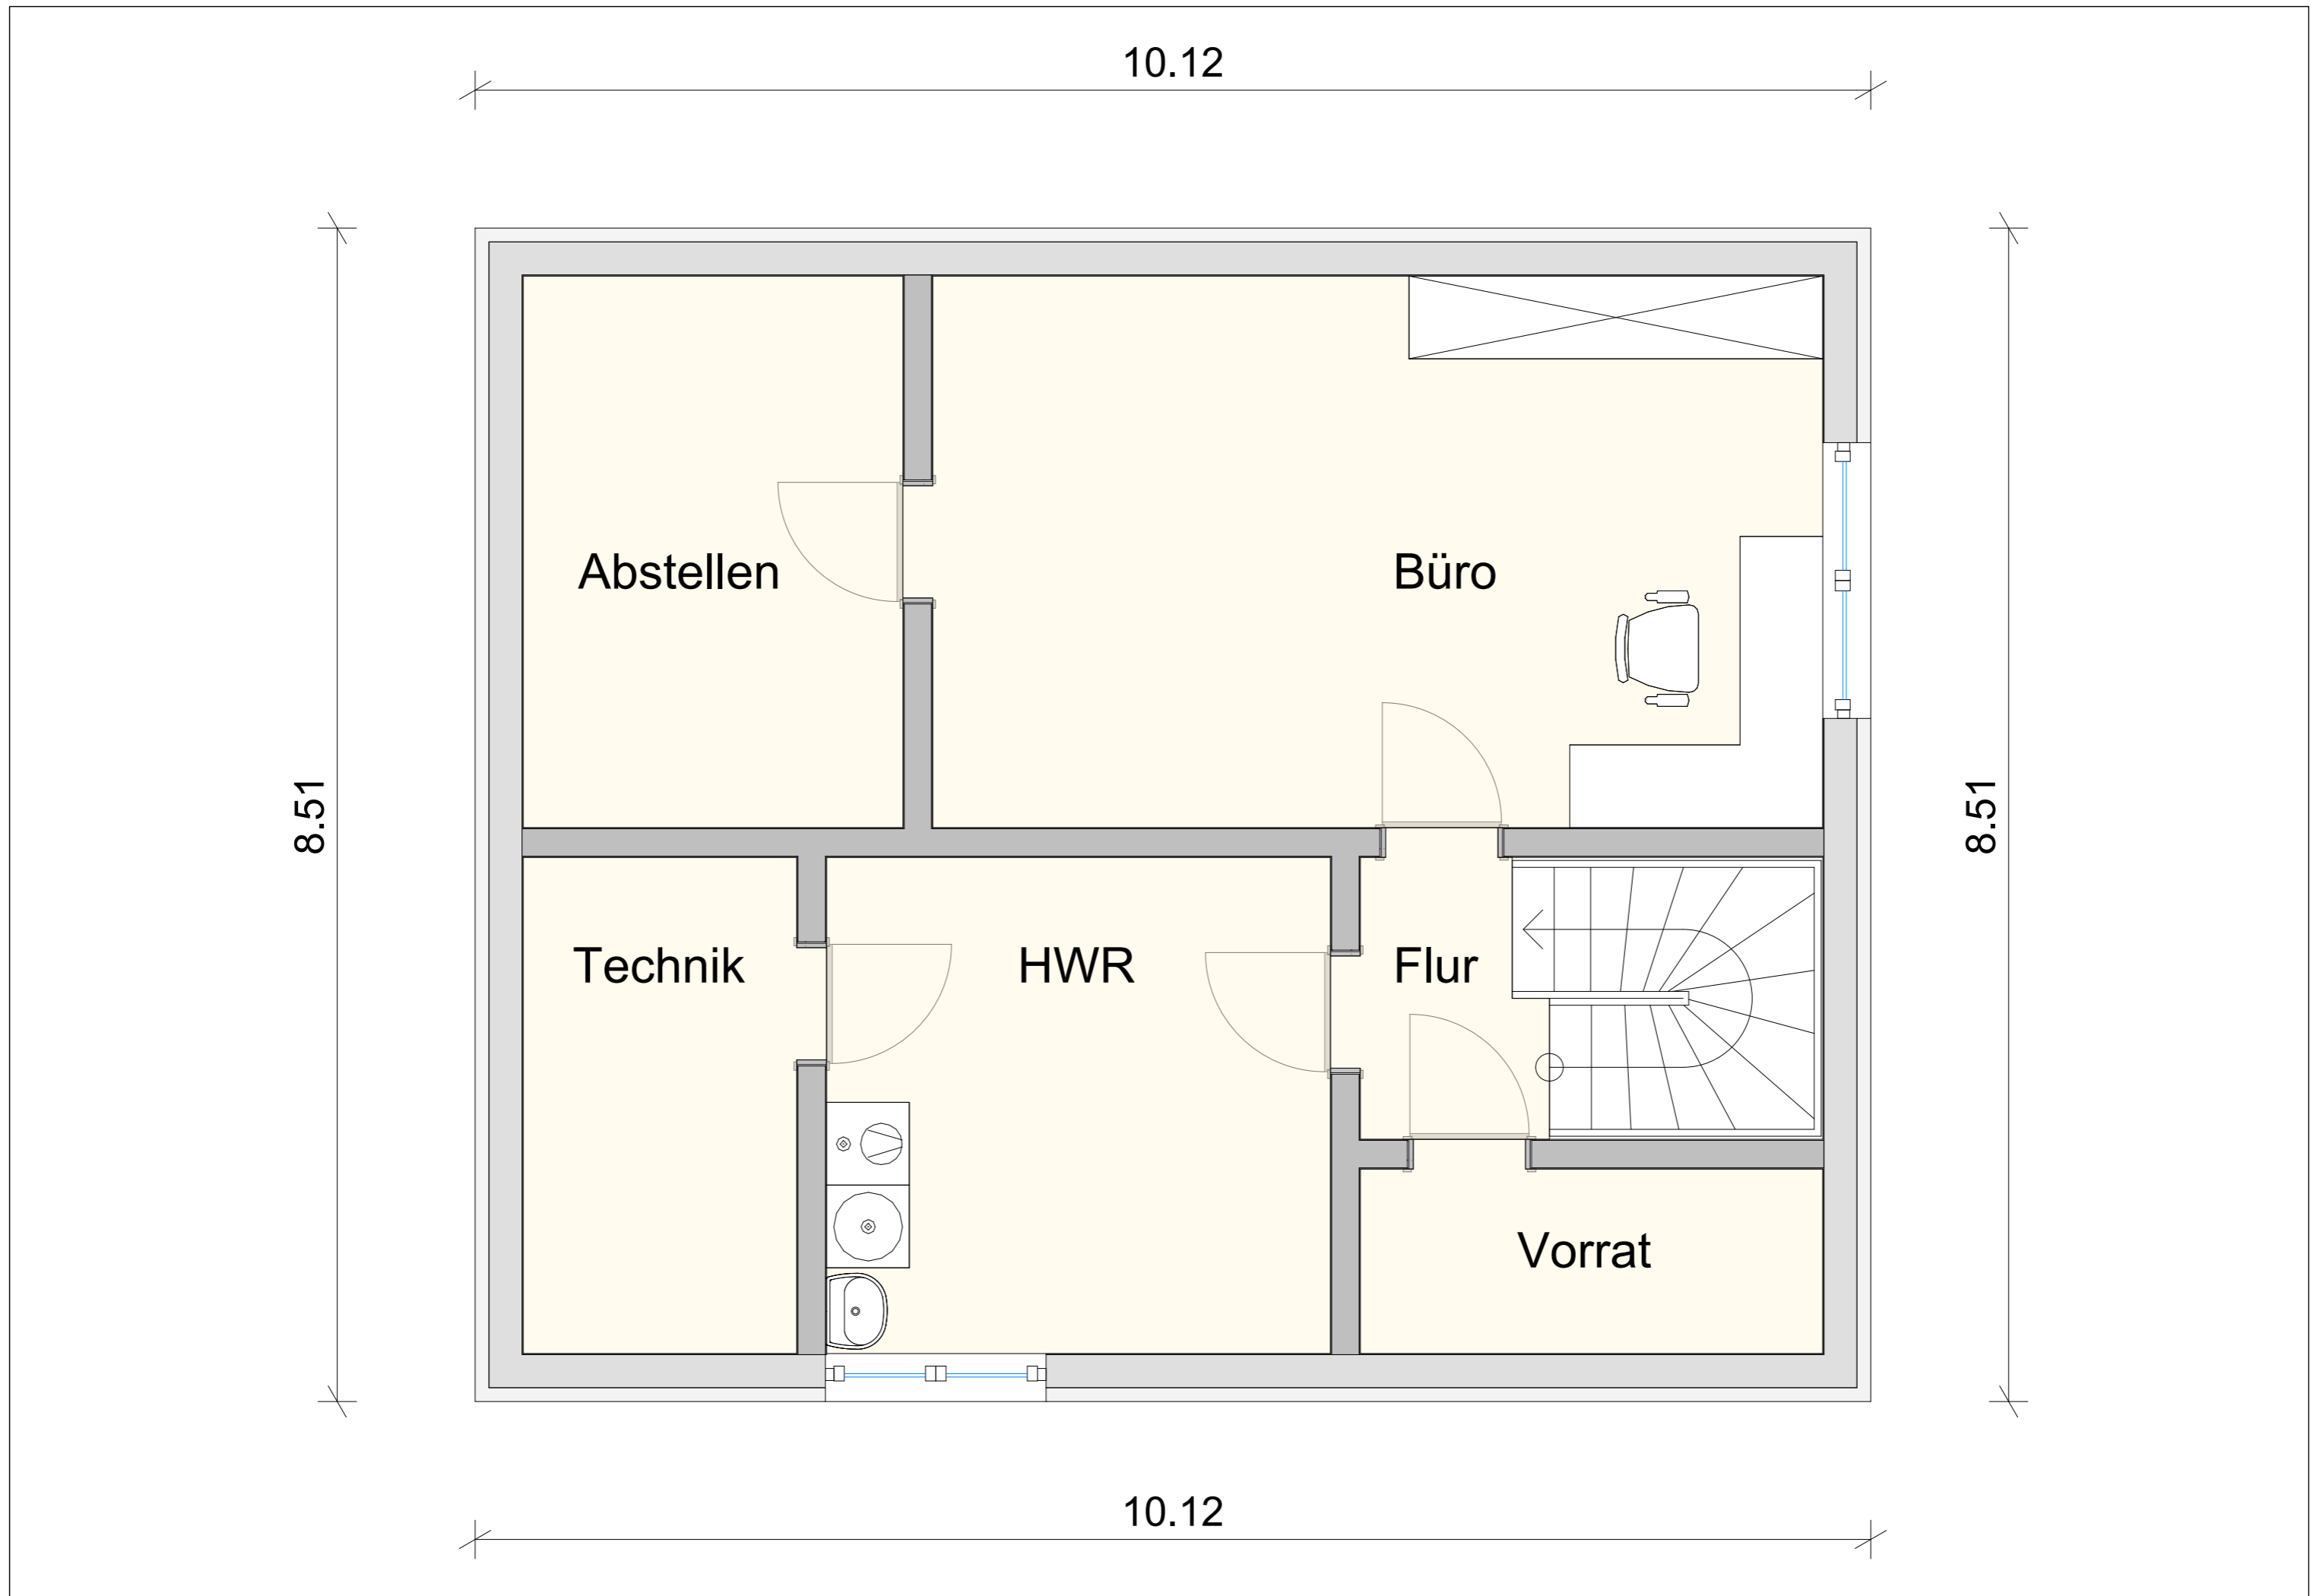 10.12
Abstellen
Büro
8.51
8.51
Technik
HWR
Flur
Vorrat
10.12